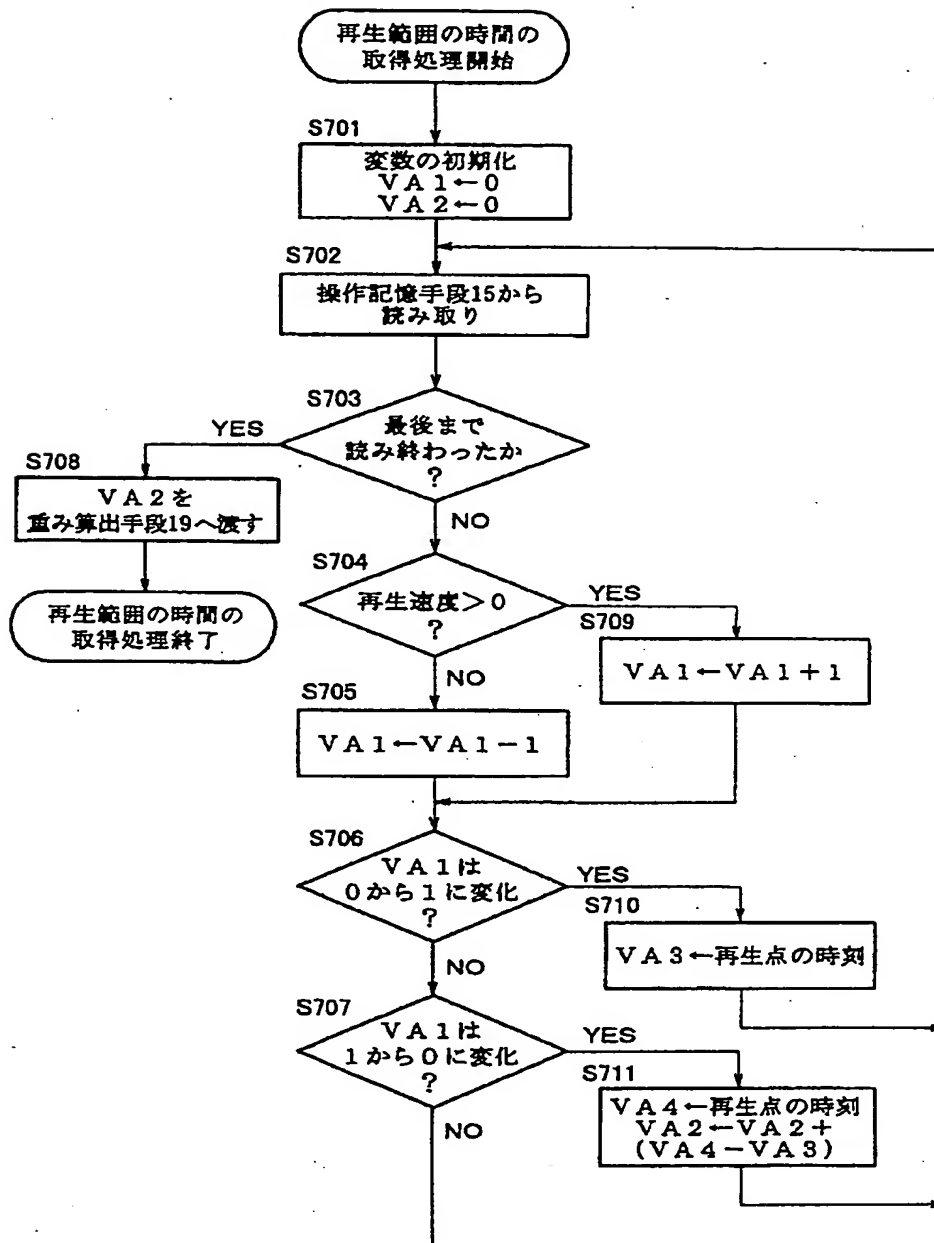 再生範囲の時間の
取得処理開始
S701
変数の初期化
VA1←0
VA2←0
S702
操作記憶手段15から
読み取り
S703
最後まで
読み終わったか
?
YES
NO
S708
VA2を
重み算出手段19へ渡す
再生範囲の時間の
取得処理終了
S704
再生速度>0
?
YES
NO
S709
VA1←VA1+1
S705
VA1←VA1-1
S706
VA1は
0から1に変化
?
YES
NO
S710
VA3←再生点の時刻
S707
VA1は
1から0に変化
?
YES
NO
S711
VA4←再生点の時刻
VA2←VA2+
(VA4-VA3)